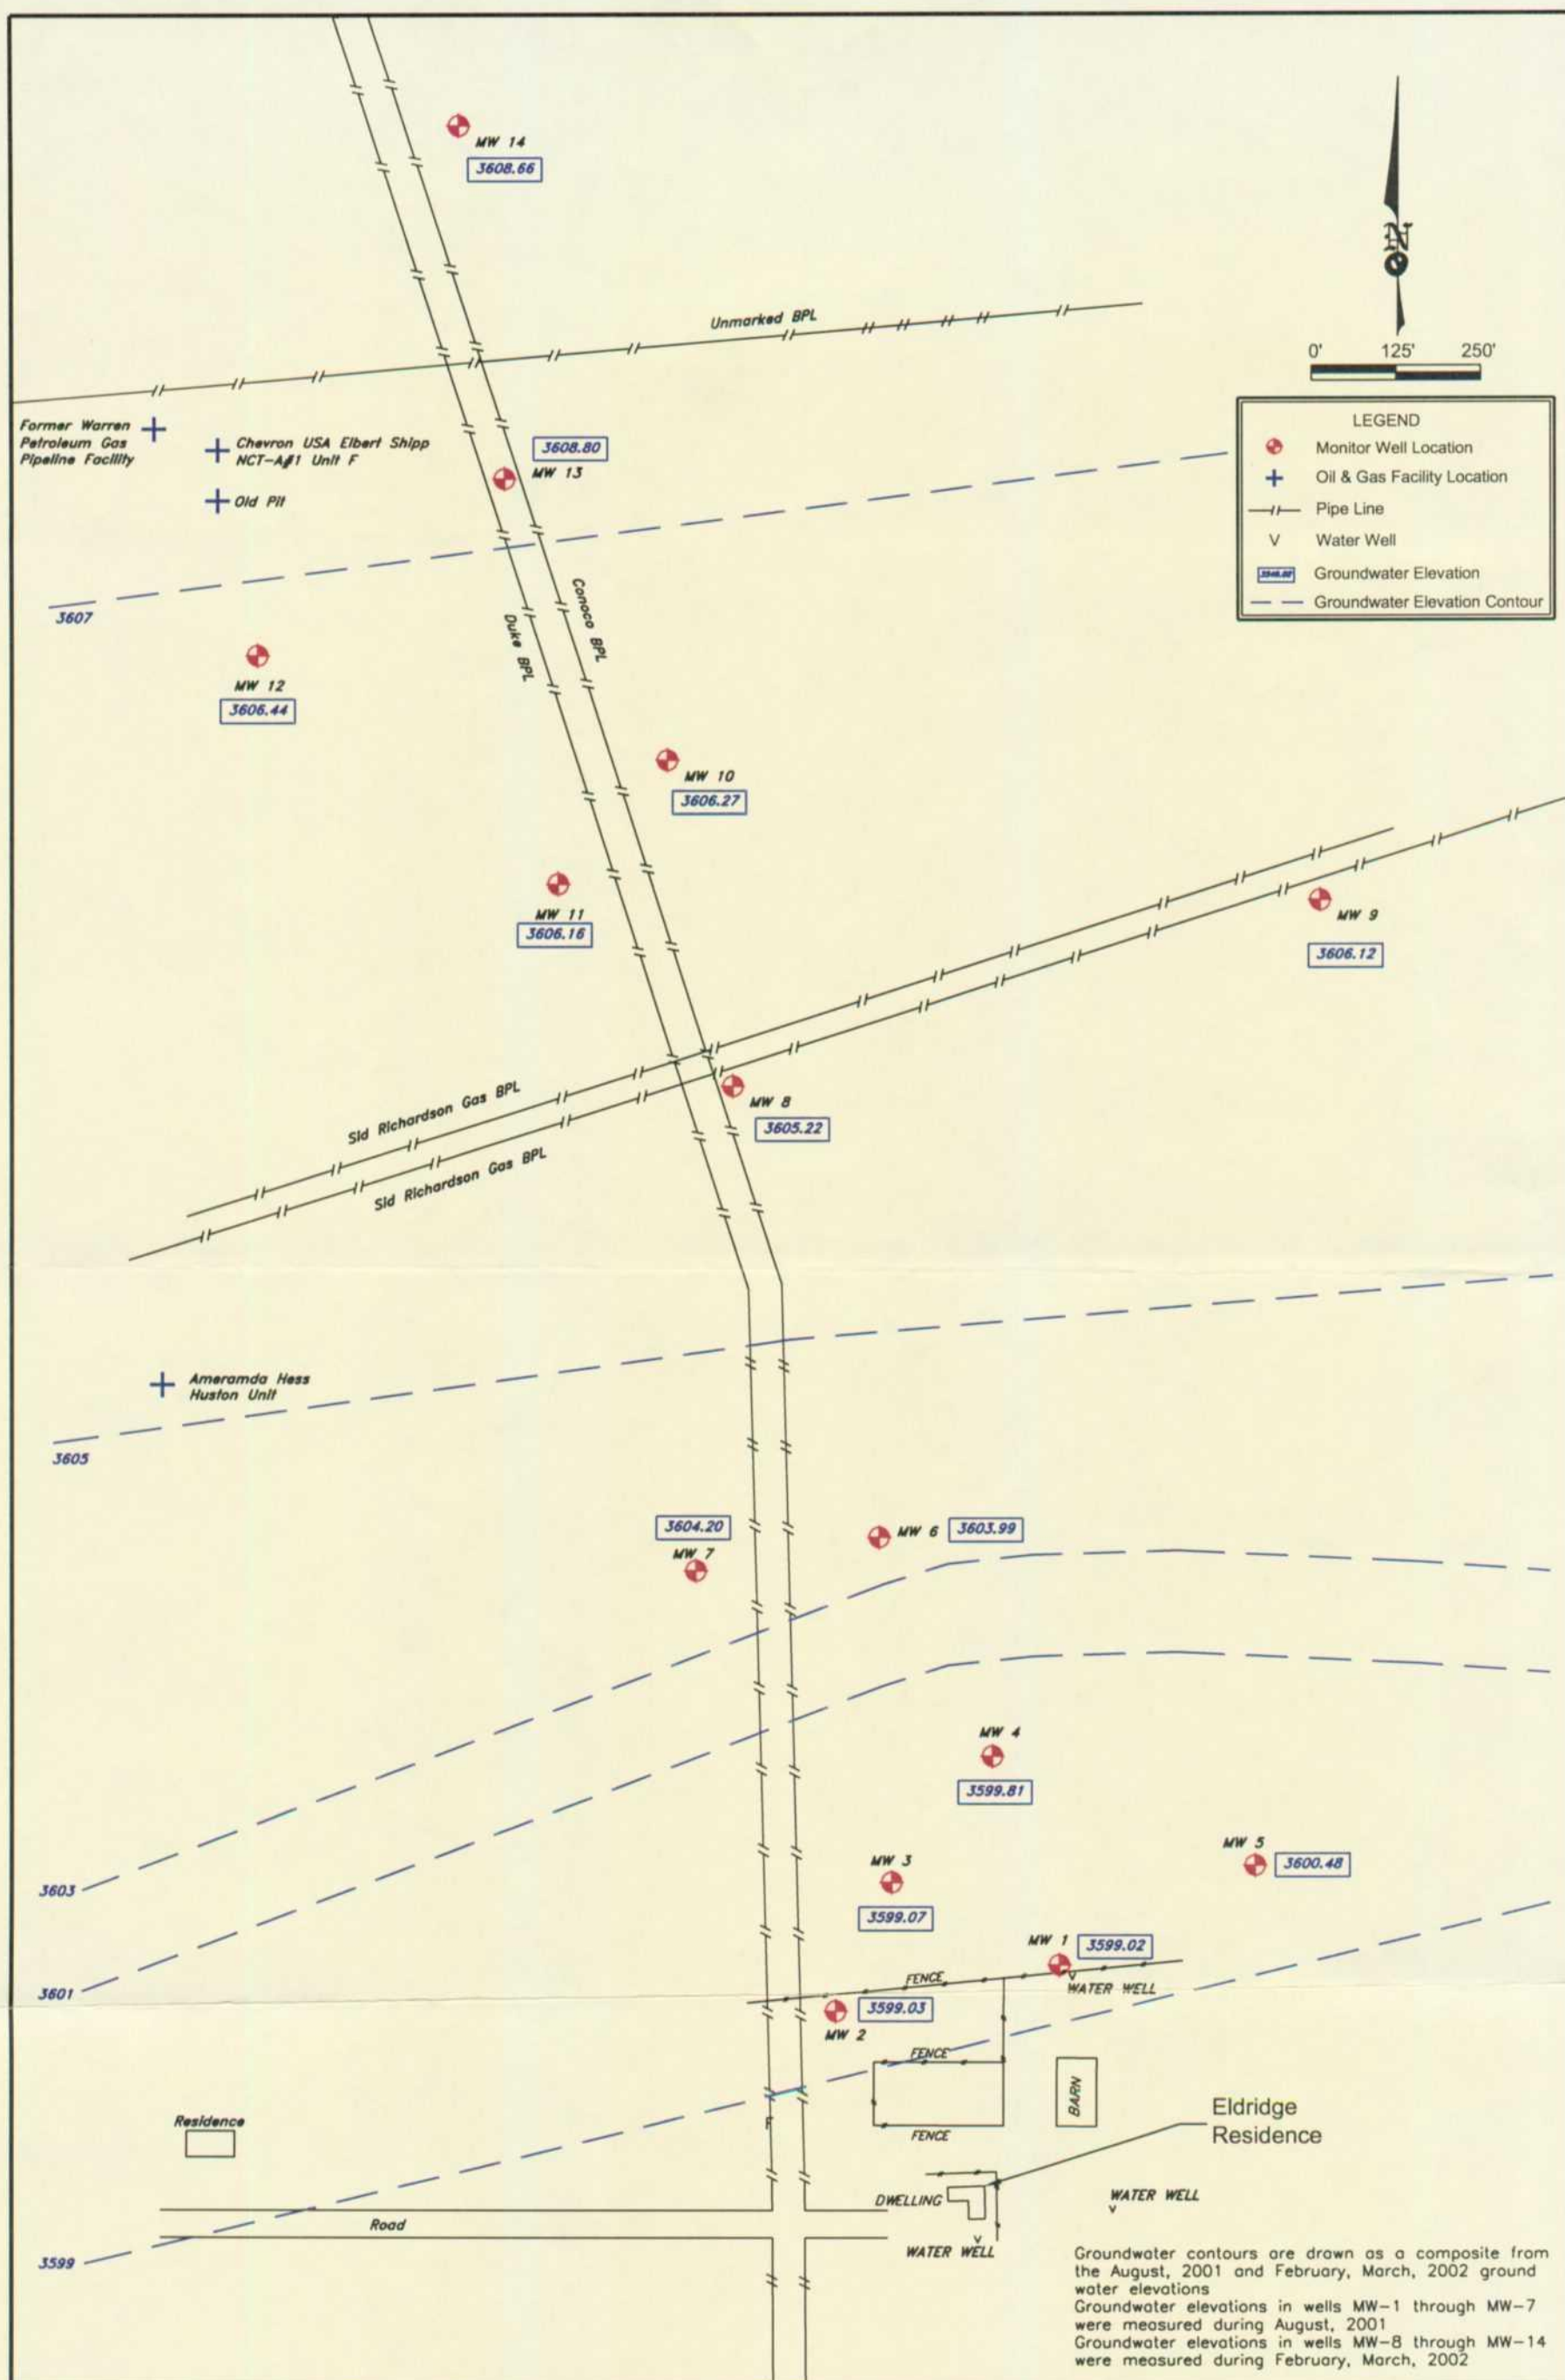 MW 14
3608.66
Unmarked BPL
0' 125' 250'
Former Warren
Petroleum Gas
Pipeline Facility
Chevron USA Elbert Shipp
NCT-A#1 Unit F
Old Pit
3608.80
MW 13
LEGEND
Monitor Well Location
Oil & Gas Facility Location
Pipe Line
V Water Well
Groundwater Elevation
Groundwater Elevation Contour
3607
Conoco BPL
Duke BPL
MW 12
3606.44
MW 10
3606.27
MW 11
3606.16
MW 9
3606.12
MW 8
3605.22
Sid Richardson Gas BPL
Sid Richardson Gas BPL
Ameramda Hess
Huston Unit
3605
3604.20
MW 7
MW 6 3603.99
MW 4
3599.81
MW 5
3600.48
MW 3
3599.07
3603
MW 1 3599.02
FENCE
WATER WELL
3601
3599.03
MW 2
FENCE
BARN
Residence
F
FENCE
Eldridge
Residence
DWELLING
WATER WELL
V
Road
V
WATER WELL
3599
Groundwater contours are drawn as a composite from
the August, 2001 and February, March, 2002 ground
water elevations
Groundwater elevations in wells MW-1 through MW-7
were measured during August, 2001
Groundwater elevations in wells MW-8 through MW-14
were measured during February, March, 2002